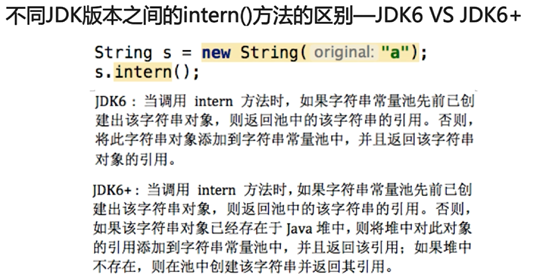 不同JDK版本之间的intern()方法的区别—JDK6 VS JDK6+
String s = new String( original: "a");
s.intern();
JDK6：当调用 intern 方法时，如果字符串常量池先前已创
建出该字符串对象，则返回池中的该字符串的引用。否则，
将此字符串对象添加到字符串常量池中，并且返回该字符串
对象的引用。
JDK6+：当调用 intern 方法时，如果字符串常量池先前已创
建出该字符串对象，则返回池中的该字符串的引用。否则，
如果该字符串对象已经存在于 Java 堆中，则将堆中对此对象
的引用添加到字符串常量池中，并且返回该引用；如果堆中
不存在，则在池中创建该字符串并返回其引用。